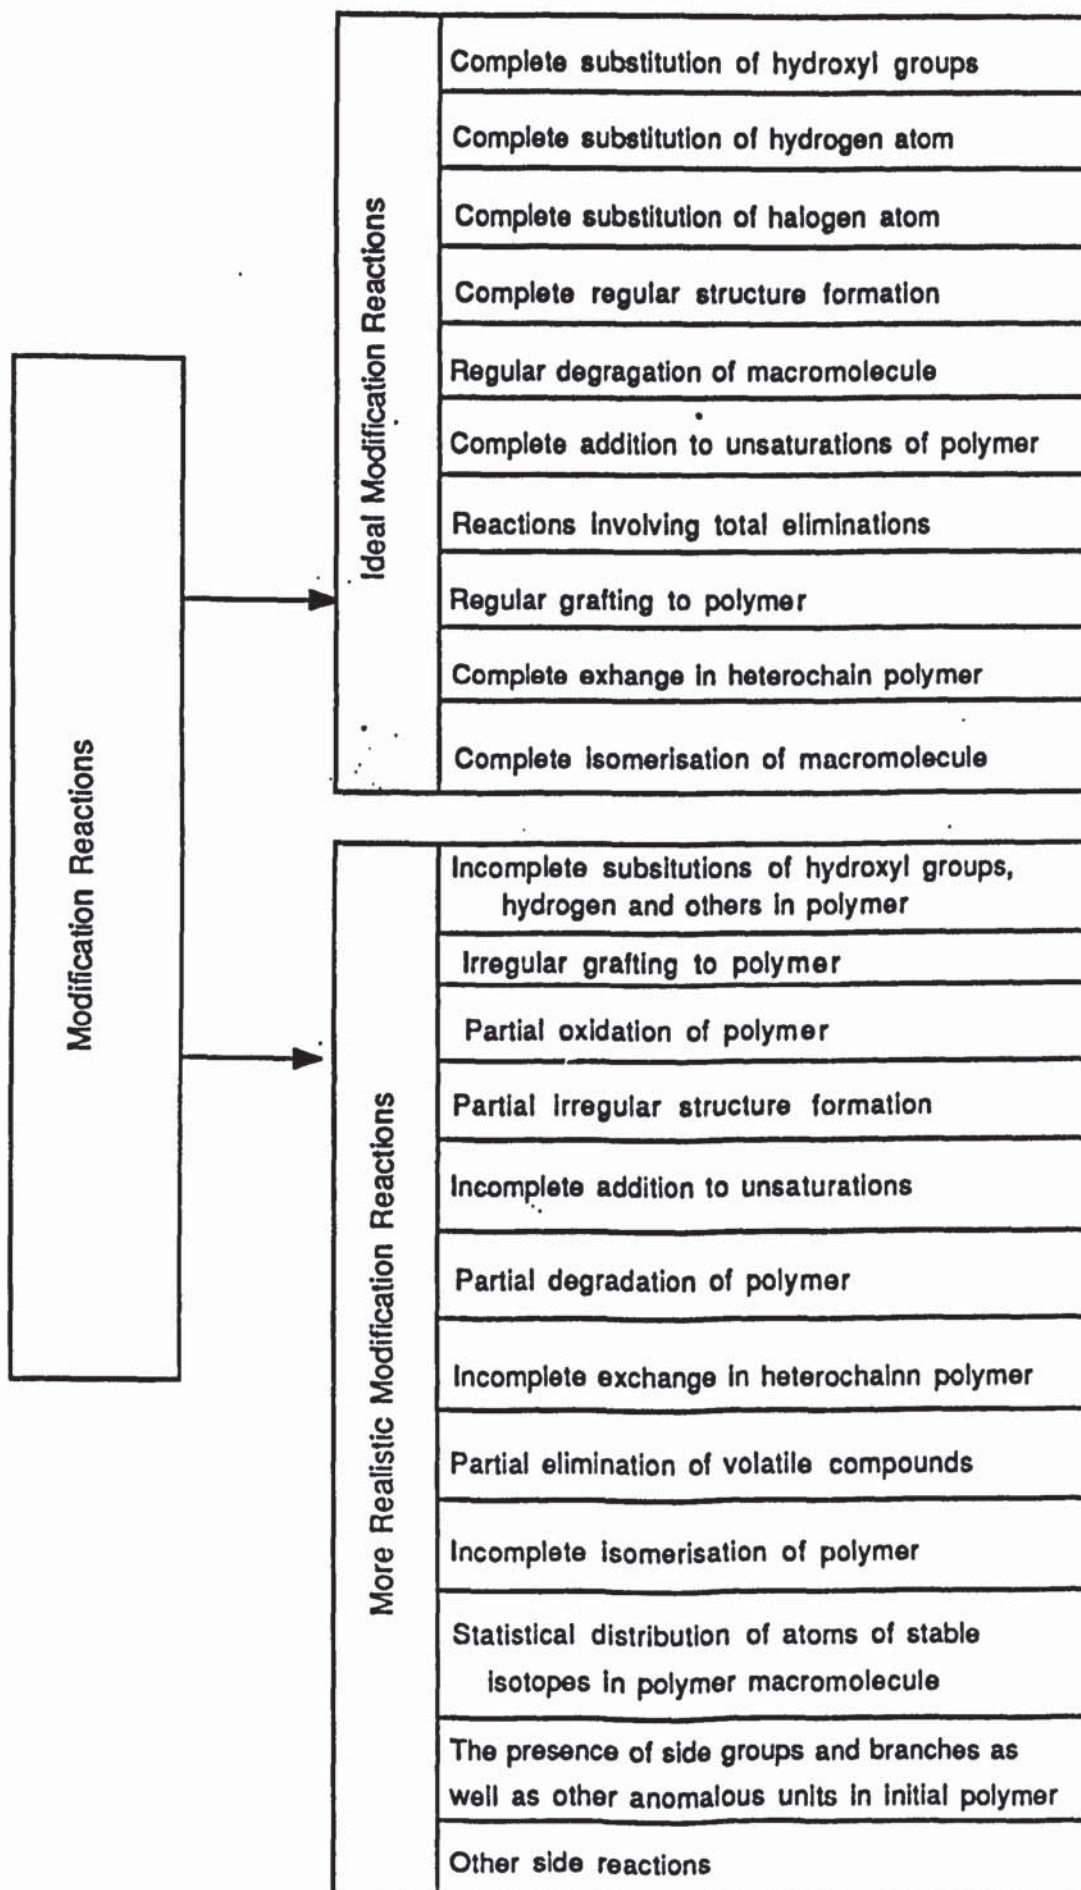 Modification Reactions
Ideal Modification Reactions
Complete substitution of hydroxyl groups
Complete substitution of hydrogen atom
Complete substitution of halogen atom
Complete regular structure formation
Regular degragation of macromolecule
Complete addition to unsaturations of polymer
Reactions involving total eliminations
Regular grafting to polymer
Complete exhange in heterochain polymer
Complete isomerisation of macromolecule
More Realistic Modification Reactions
Incomplete subsitutions of hydroxyl groups,
hydrogen and others in polymer
Irregular grafting to polymer
Partial oxidation of polymer
Partial irregular structure formation
Incomplete addition to unsaturations
Partial degradation of polymer
Incomplete exchange in heterochainn polymer
Partial elimination of volatile compounds
Incomplete isomerisation of polymer
Statistical distribution of atoms of stable
isotopes in polymer macromolecule
The presence of side groups and branches as
well as other anomalous units in initial polymer
Other side reactions